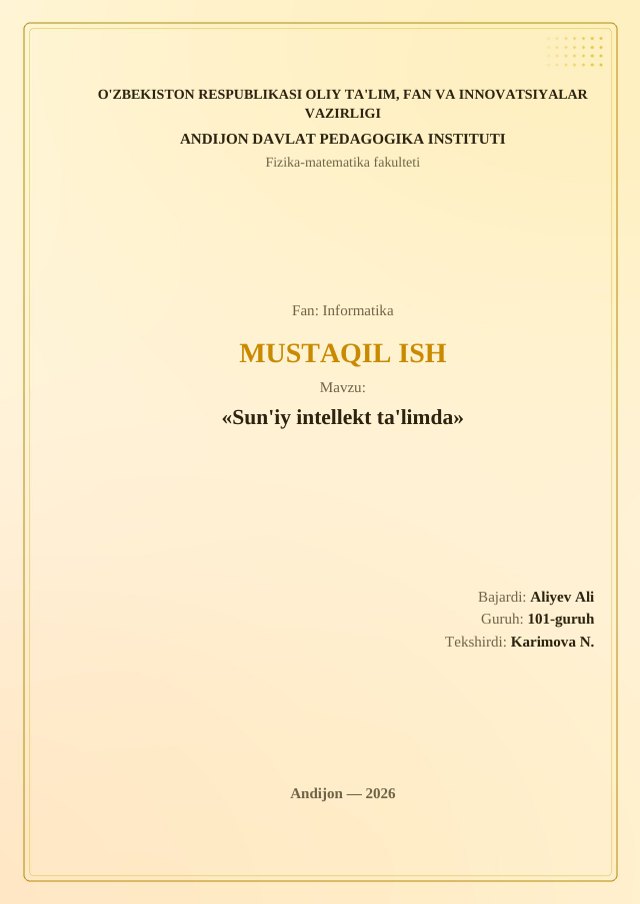 O'ZBEKISTON RESPUBLIKASI OLIY TA'LIM, FAN VA INNOVATSIYALAR
VAZIRLIGI
ANDIJON DAVLAT PEDAGOGIKA INSTITUTI
Fizika-matematika fakulteti
Fan: Informatika
MUSTAQIL ISH
Mavzu:
«Sun'iy intellekt ta'limda»
Bajardi: Aliyev Ali
Guruh: 101-guruh
Tekshirdi: Karimova N.
Andijon — 2026